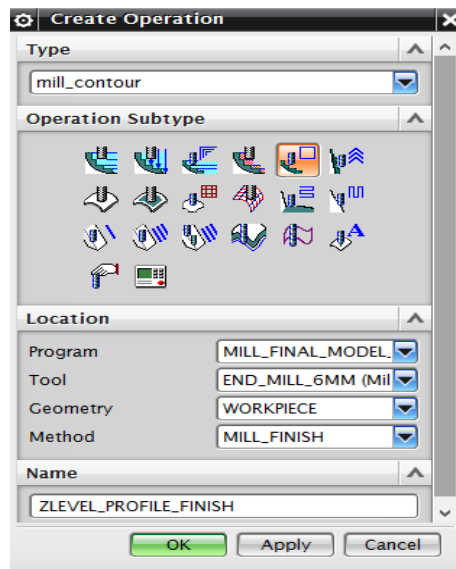 Create Operation
Type
mill_contour
Operation Subtype
A
Location
Program MILL_FINAL_MODEL_
Tool END_MILL_6MM (Mil
Geometry WORKPIECE
Method MILL_FINISH
Name
ZLEVEL_PROFILE_FINISH
OK Apply Cancel